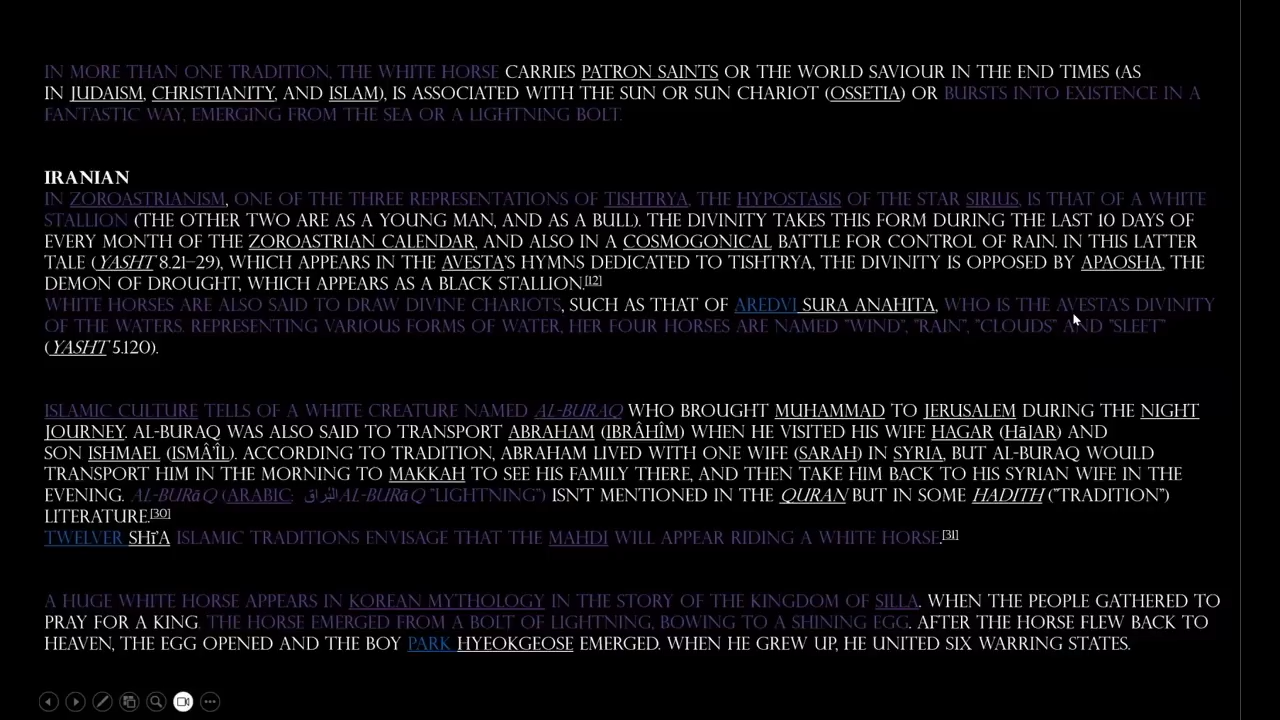 IN MORE THAN ONE TRADITION, THE WHITE HORSE CARRIES PATRON SAINTS OR THE WORLD SAVIOUR IN THE END TIMES (AS
IN JUDAISM, CHRISTIANITY, AND ISLAM), IS ASSOCIATED WITH THE SUN OR SUN CHARIOT (OSSETIA) OR BURSTS INTO EXISTENCE IN A
FANTASTIC WAY, EMERGING FROM THE SEA OR A LIGHTNING BOLT.
IRANIAN
IN ZOROASTRIANISM, ONE OF THE THREE REPRESENTATIONS OF TISHTRYA, THE HYPOSTASIS OF THE STAR SIRIUS, IS THAT OF A WHITE
STALLION (THE OTHER TWO ARE AS A YOUNG MAN, AND AS A BULL). THE DIVINITY TAKES THIS FORM DURING THE LAST 10 DAYS OF
EVERY MONTH OF THE ZOROASTRIAN CALENDAR, AND ALSO IN A COSMOGONICAL BATTLE FOR CONTROL OF RAIN. IN THIS LATTER
TALE (YASHT 8.21–29), WHICH APPEARS IN THE AVESTA'S HYMNS DEDICATED TO TISHTRYA, THE DIVINITY IS OPPOSED BY APAOSHA, THE
DEMON OF DROUGHT, WHICH APPEARS AS A BLACK STALLION.[12]
WHITE HORSES ARE ALSO SAID TO DRAW DIVINE CHARIOTS, SUCH AS THAT OF AREDVI SURA ANAHITA, WHO IS THE AVESTA'S DIVINITY
OF THE WATERS. REPRESENTING VARIOUS FORMS OF WATER, HER FOUR HORSES ARE NAMED "WIND", "RAIN", "CLOUDS" AND "SLEET"
(YASHT 5.120).
ISLAMIC CULTURE TELLS OF A WHITE CREATURE NAMED AL-BURAQ WHO BROUGHT MUHAMMAD TO JERUSALEM DURING THE NIGHT
JOURNEY. AL-BURAQ WAS ALSO SAID TO TRANSPORT ABRAHAM (IBRÂHÎM) WHEN HE VISITED HIS WIFE HAGAR (HāJAR) AND
SON ISHMAEL (ISMÂÎL). ACCORDING TO TRADITION, ABRAHAM LIVED WITH ONE WIFE (SARAH) IN SYRIA, BUT AL-BURAQ WOULD
TRANSPORT HIM IN THE MORNING TO MAKKAH TO SEE HIS FAMILY THERE, AND THEN TAKE HIM BACK TO HIS SYRIAN WIFE IN THE
EVENING. AL-BURāQ (ARABIC: البُراق AL-BURāQ "LIGHTNING") ISN'T MENTIONED IN THE QURAN BUT IN SOME HADITH ("TRADITION")
LITERATURE.[30]
TWELVER SHī'A ISLAMIC TRADITIONS ENVISAGE THAT THE MAHDI WILL APPEAR RIDING A WHITE HORSE.[31]
A HUGE WHITE HORSE APPEARS IN KOREAN MYTHOLOGY IN THE STORY OF THE KINGDOM OF SILLA. WHEN THE PEOPLE GATHERED TO
PRAY FOR A KING, THE HORSE EMERGED FROM A BOLT OF LIGHTNING, BOWING TO A SHINING EGG. AFTER THE HORSE FLEW BACK TO
HEAVEN, THE EGG OPENED AND THE BOY PARK HYEOKGEOSE EMERGED. WHEN HE GREW UP, HE UNITED SIX WARRING STATES.